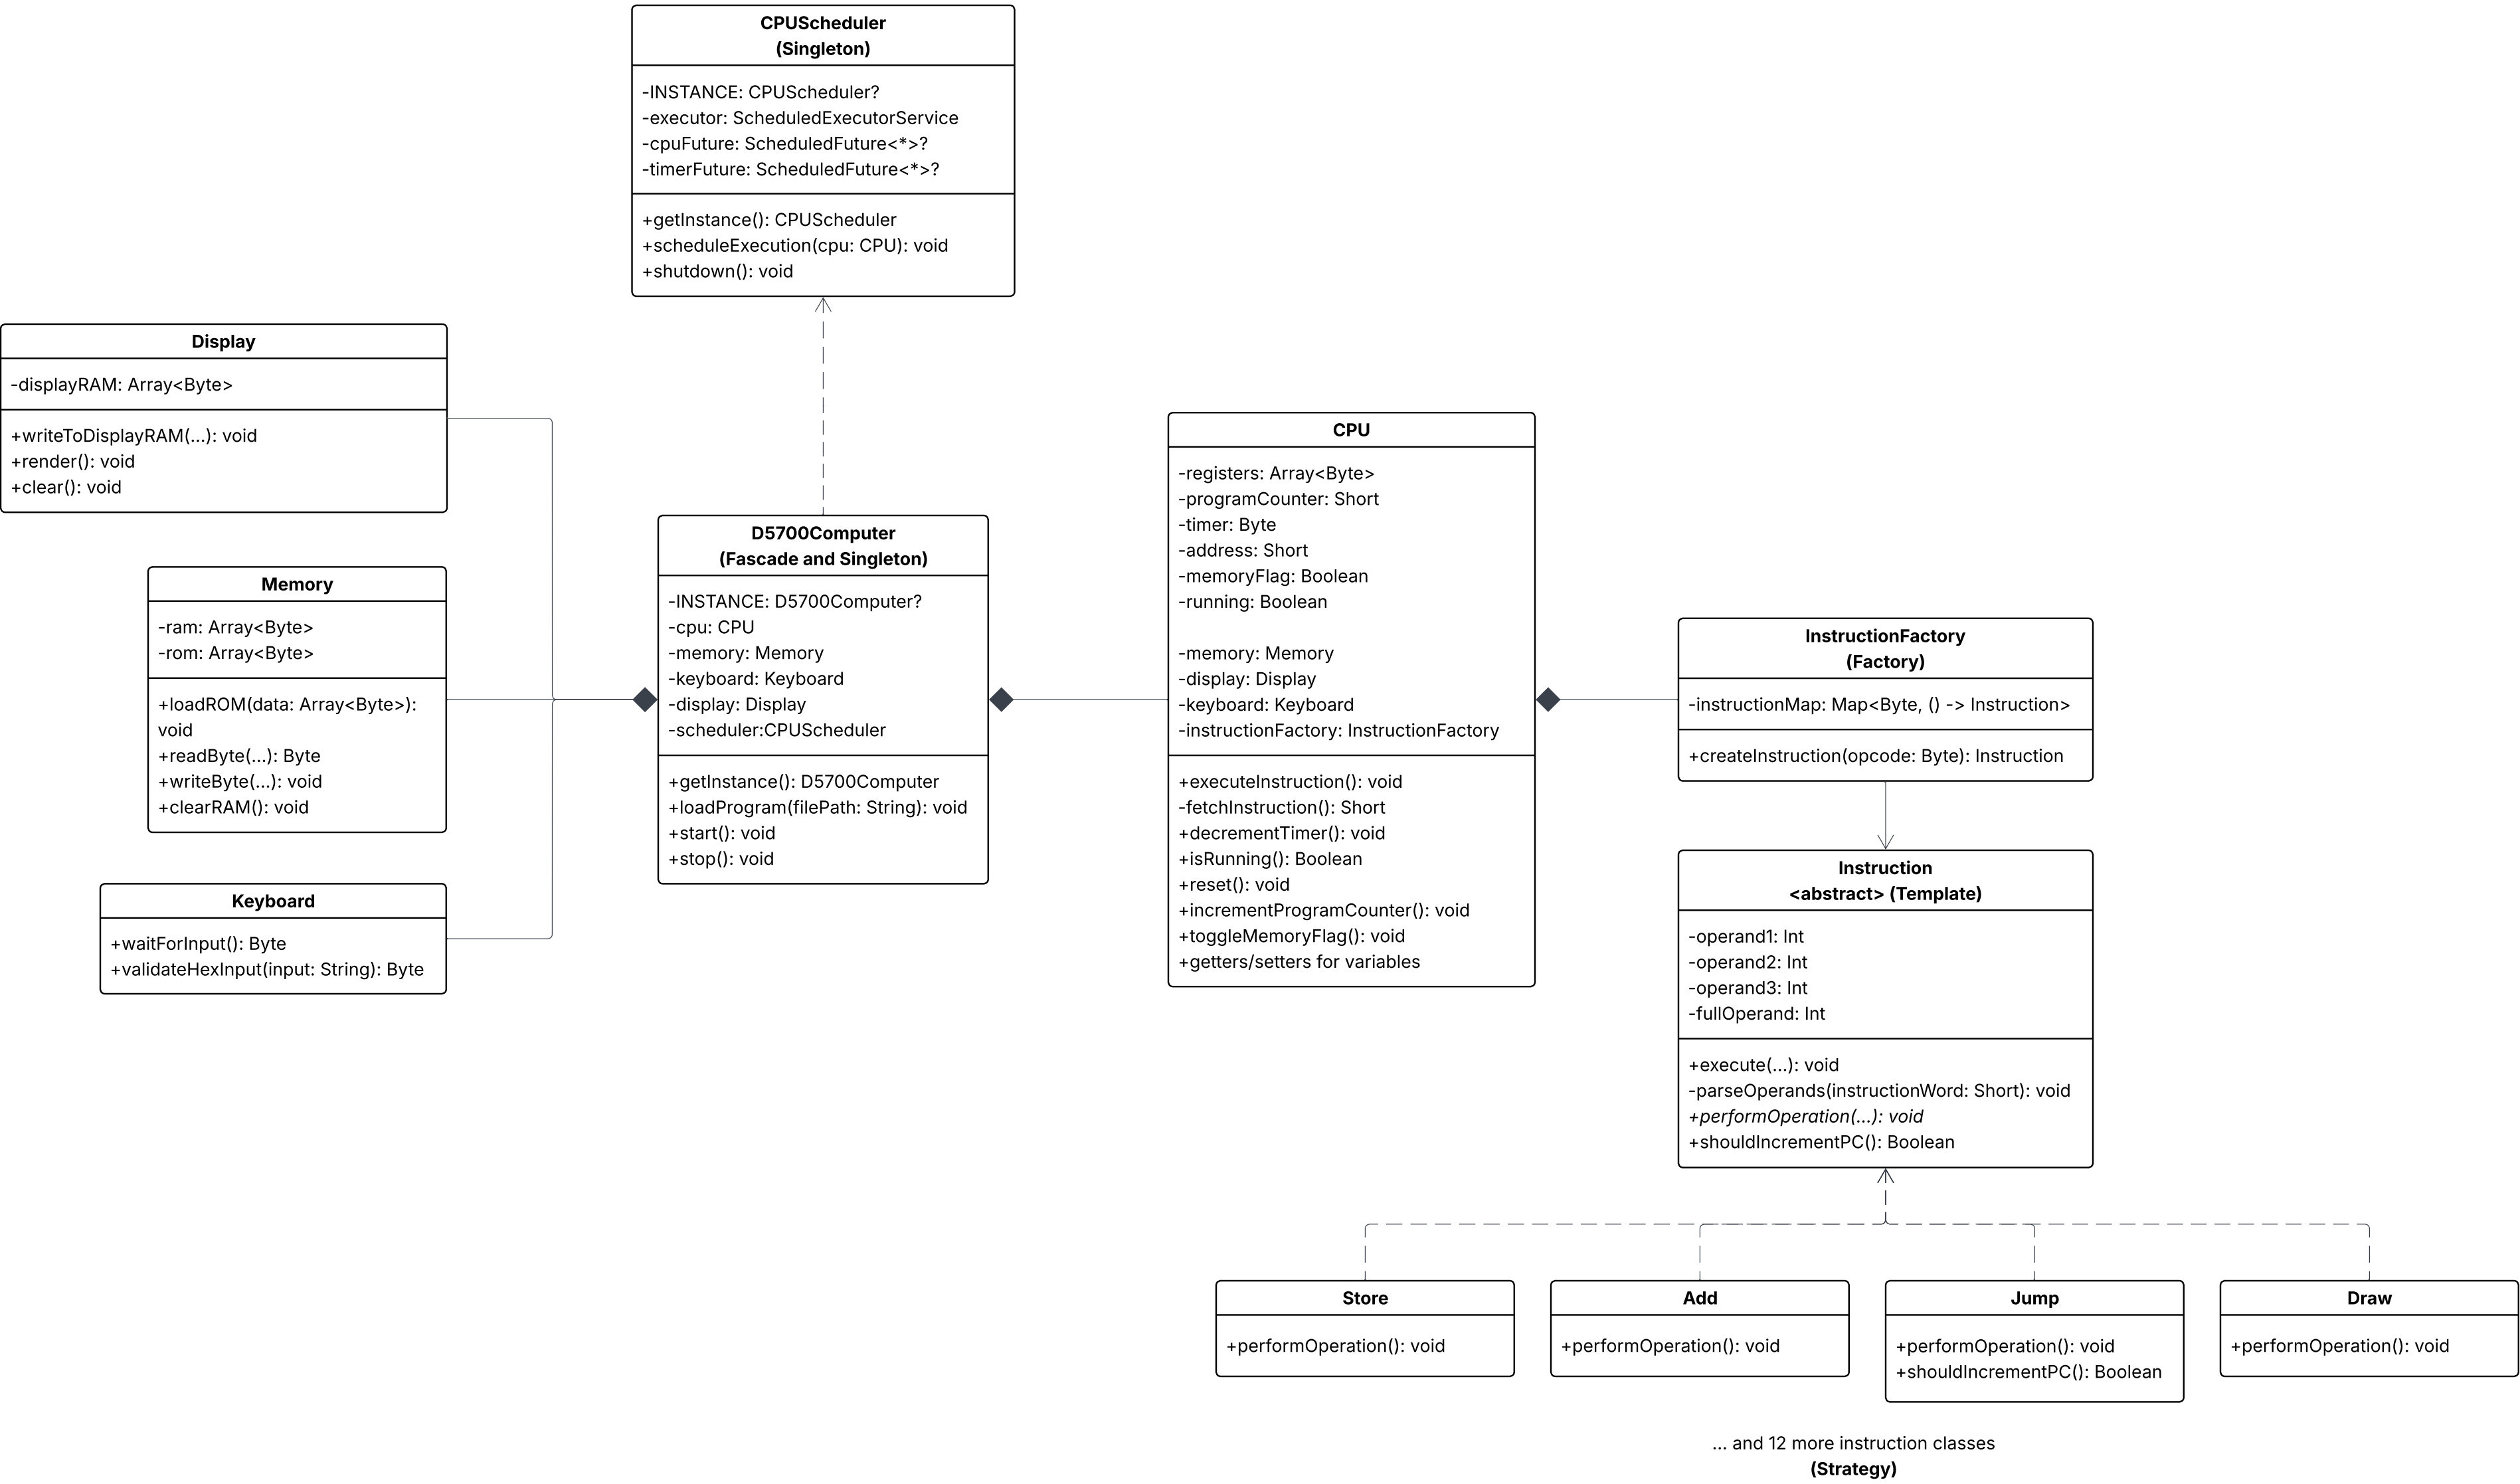 CPUScheduler
(Singleton)
-INSTANCE: CPUScheduler?
-executor: ScheduledExecutorService
-cpuFuture: ScheduledFuture<*>?
-timerFuture: ScheduledFuture<*>?
+getInstance(): CPUScheduler
+scheduleExecution(cpu: CPU): void
+shutdown(): void
Display
-displayRAM: Array<Byte>
+writeToDisplayRAM(...): void
+render(): void
+clear(): void
Memory
-ram: Array<Byte>
-rom: Array<Byte>
+loadROM(data: Array<Byte>):
void
+readByte(...): Byte
+writeByte(...): void
+clearRAM(): void
Keyboard
+waitForInput(): Byte
+validateHexInput(input: String): Byte
D5700Computer
(Fascade and Singleton)
-INSTANCE: D5700Computer?
-cpu: CPU
-memory: Memory
-keyboard: Keyboard
-display: Display
-scheduler:CPUScheduler
+getInstance(): D5700Computer
+loadProgram(filePath: String): void
+start(): void
+stop(): void
CPU
-registers: Array<Byte>
-programCounter: Short
-timer: Byte
-address: Short
-memoryFlag: Boolean
-running: Boolean
-memory: Memory
-display: Display
-keyboard: Keyboard
-instructionFactory: InstructionFactory
+executeInstruction(): void
-fetchInstruction(): Short
+decrementTimer(): void
+isRunning(): Boolean
+reset(): void
+incrementProgramCounter(): void
+toggleMemoryFlag(): void
+getters/setters for variables
InstructionFactory
(Factory)
-instructionMap: Map<Byte, () -> Instruction>
+createInstruction(opcode: Byte): Instruction
Instruction
<abstract> (Template)
-operand1: Int
-operand2: Int
-operand3: Int
-fullOperand: Int
+execute(...): void
-parseOperands(instructionWord: Short): void
+performOperation(...): void
+shouldIncrementPC(): Boolean
Store
+performOperation(): void
Add
+performOperation(): void
Jump
+performOperation(): void
+shouldIncrementPC(): Boolean
Draw
+performOperation(): void
... and 12 more instruction classes
(Strategy)